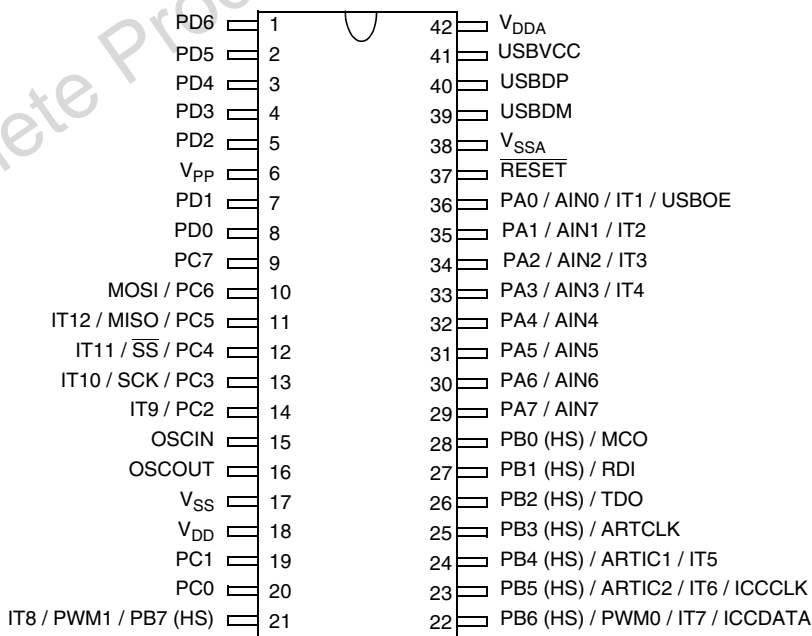 PD6 1 42 VDDA
PD5 2 41 USBVCC
PD4 3 40 USBDP
PD3 4 39 USBDM
PD2 5 38 VSSA
VPP 6 37 RESET
PD1 7 36 PA0 / AIN0 / IT1 / USBOE
PD0 8 35 PA1 / AIN1 / IT2
PC7 9 34 PA2 / AIN2 / IT3
MOSI / PC6 10 33 PA3 / AIN3 / IT4
IT12 / MISO / PC5 11 32 PA4 / AIN4
IT11 / SS / PC4 12 31 PA5 / AIN5
IT10 / SCK / PC3 13 30 PA6 / AIN6
IT9 / PC2 14 29 PA7 / AIN7
OSCIN 15 28 PB0 (HS) / MCO
OSCOUT 16 27 PB1 (HS) / RDI
VSS 17 26 PB2 (HS) / TDO
VDD 18 25 PB3 (HS) / ARTCLK
PC1 19 24 PB4 (HS) / ARTIC1 / IT5
PC0 20 23 PB5 (HS) / ARTIC2 / IT6 / ICCCLK
IT8 / PWM1 / PB7 (HS) 21 22 PB6 (HS) / PWM0 / IT7 / ICCDATA